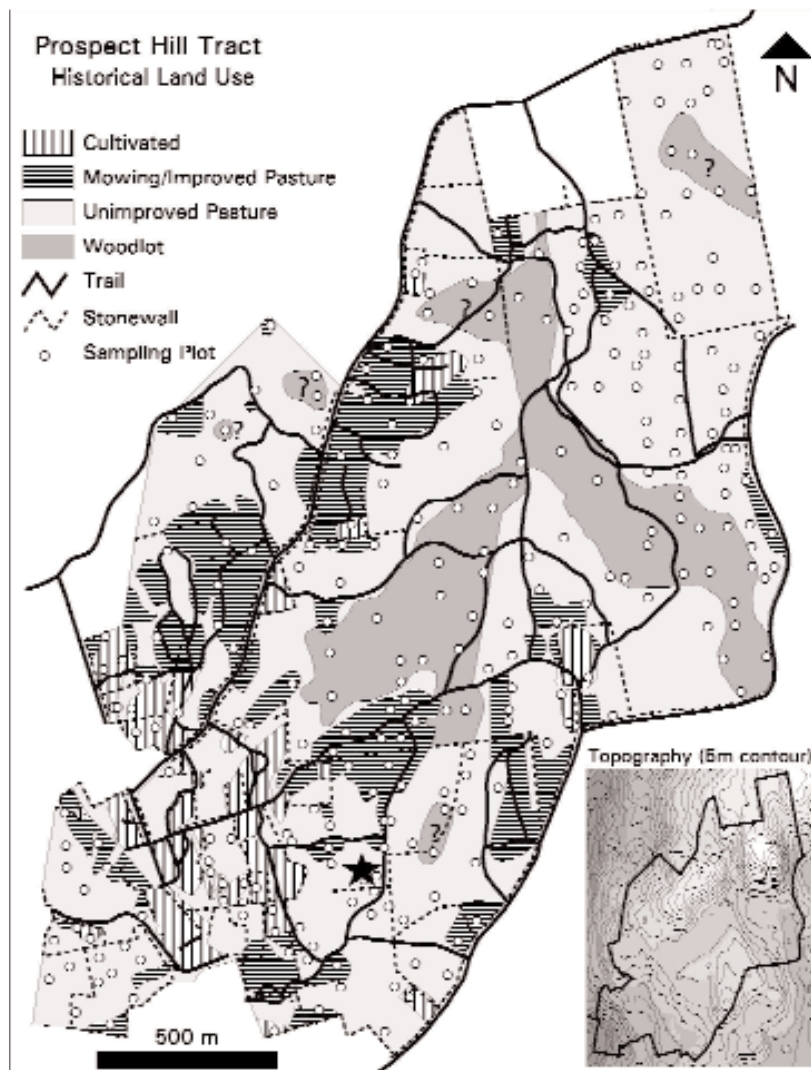 Prospect Hill Tract
Historical Land Use
N
Cultivated
Mowing/Improved Pasture
Unimproved Pasture
Woodlot
Trail
Stonewall
Sampling Plot
?
?
?
?
?
Topography (5m contour)
500 m